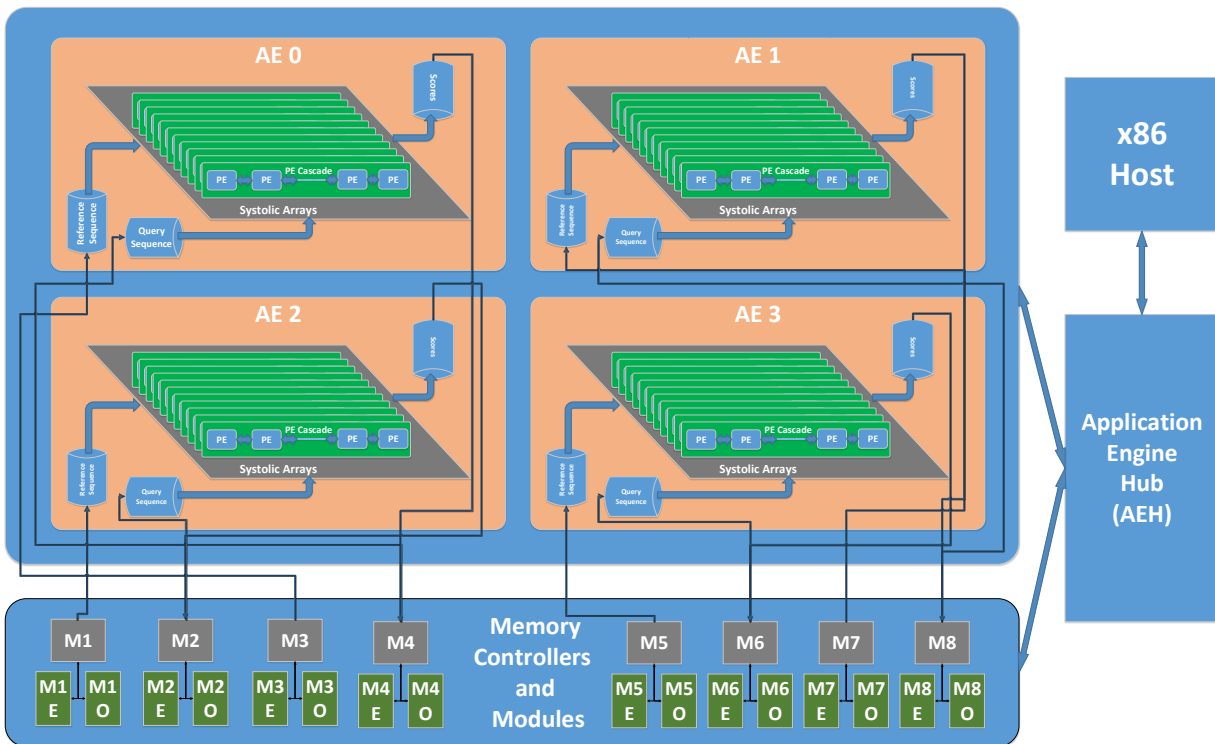 AE 0
Scores
PE Cascade
PE PE PE PE
Systolic Arrays
Reference
Sequence
Query
Sequence
AE 1
Scores
PE Cascade
PE PE PE PE
Systolic Arrays
Reference
Sequence
Query
Sequence
AE 2
Scores
PE Cascade
PE PE PE PE
Systolic Arrays
Reference
Sequence
Query
Sequence
AE 3
Scores
PE Cascade
PE PE PE PE
Systolic Arrays
Reference
Sequence
Query
Sequence
x86
Host
Application
Engine
Hub
(AEH)
Memory
Controllers
and
Modules
M1
M1
E
M1
O
M2
M2
E
M2
O
M3
M3
E
M3
O
M4
M4
E
M4
O
M5
M5
E
M5
O
M6
M6
E
M6
O
M7
M7
E
M7
O
M8
M8
E
M8
O